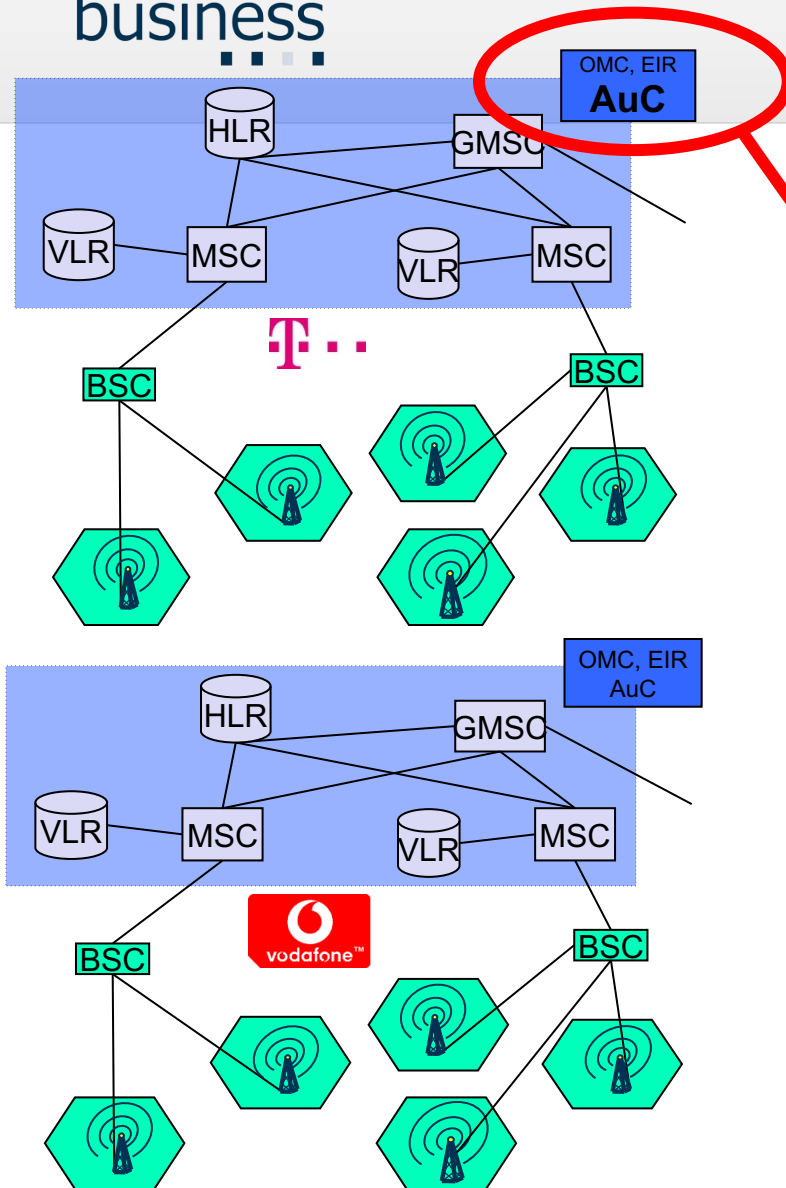 business
OMC, EIR
AuC
HLR
GMSC
VLR
MSC
VLR
MSC
T
BSC
BSC
OMC, EIR
AuC
HLR
GMSC
VLR
MSC
VLR
MSC
vodafone™
BSC
BSC